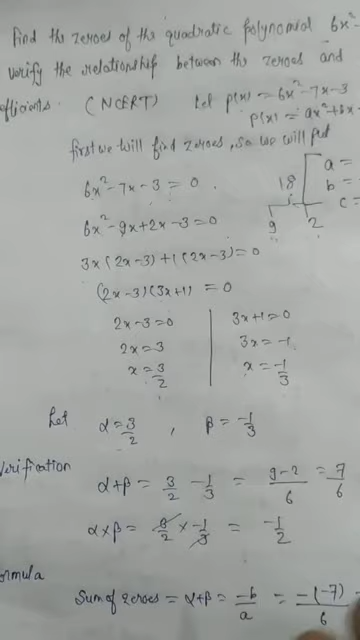 Find the zeroes of the quadratic polynomial 6x²-
verify the relationship between the zeroes and
efficients. (NCERT) Let p(x) = 6x²-7x-3
p(x) = ax²+bx
first we will find zeroes, so we will put
6x²-7x-3=0
18
9 2
a =
b =
c =
6x²-9x+2x-3=0
3x(2x-3)+1(2x-3)=0
(2x-3)(3x+1)=0
2x-3=0 3x+1=0
2x=3 3x=-1
x=3/2 x=-1/3
Let α=3/2 , β=-1/3
Verification
α+β = 3/2 -1/3 = 9-2/6 = 7/6
α×β = 3/2 × -1/3 = -1/2
ormula
Sum of zeroes = α+β = -b/a = -(-7)/6